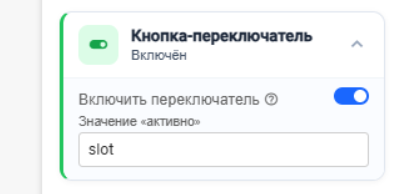 Кнопка-переключатель
Включён
Включить переключатель
Значение «активно»
slot